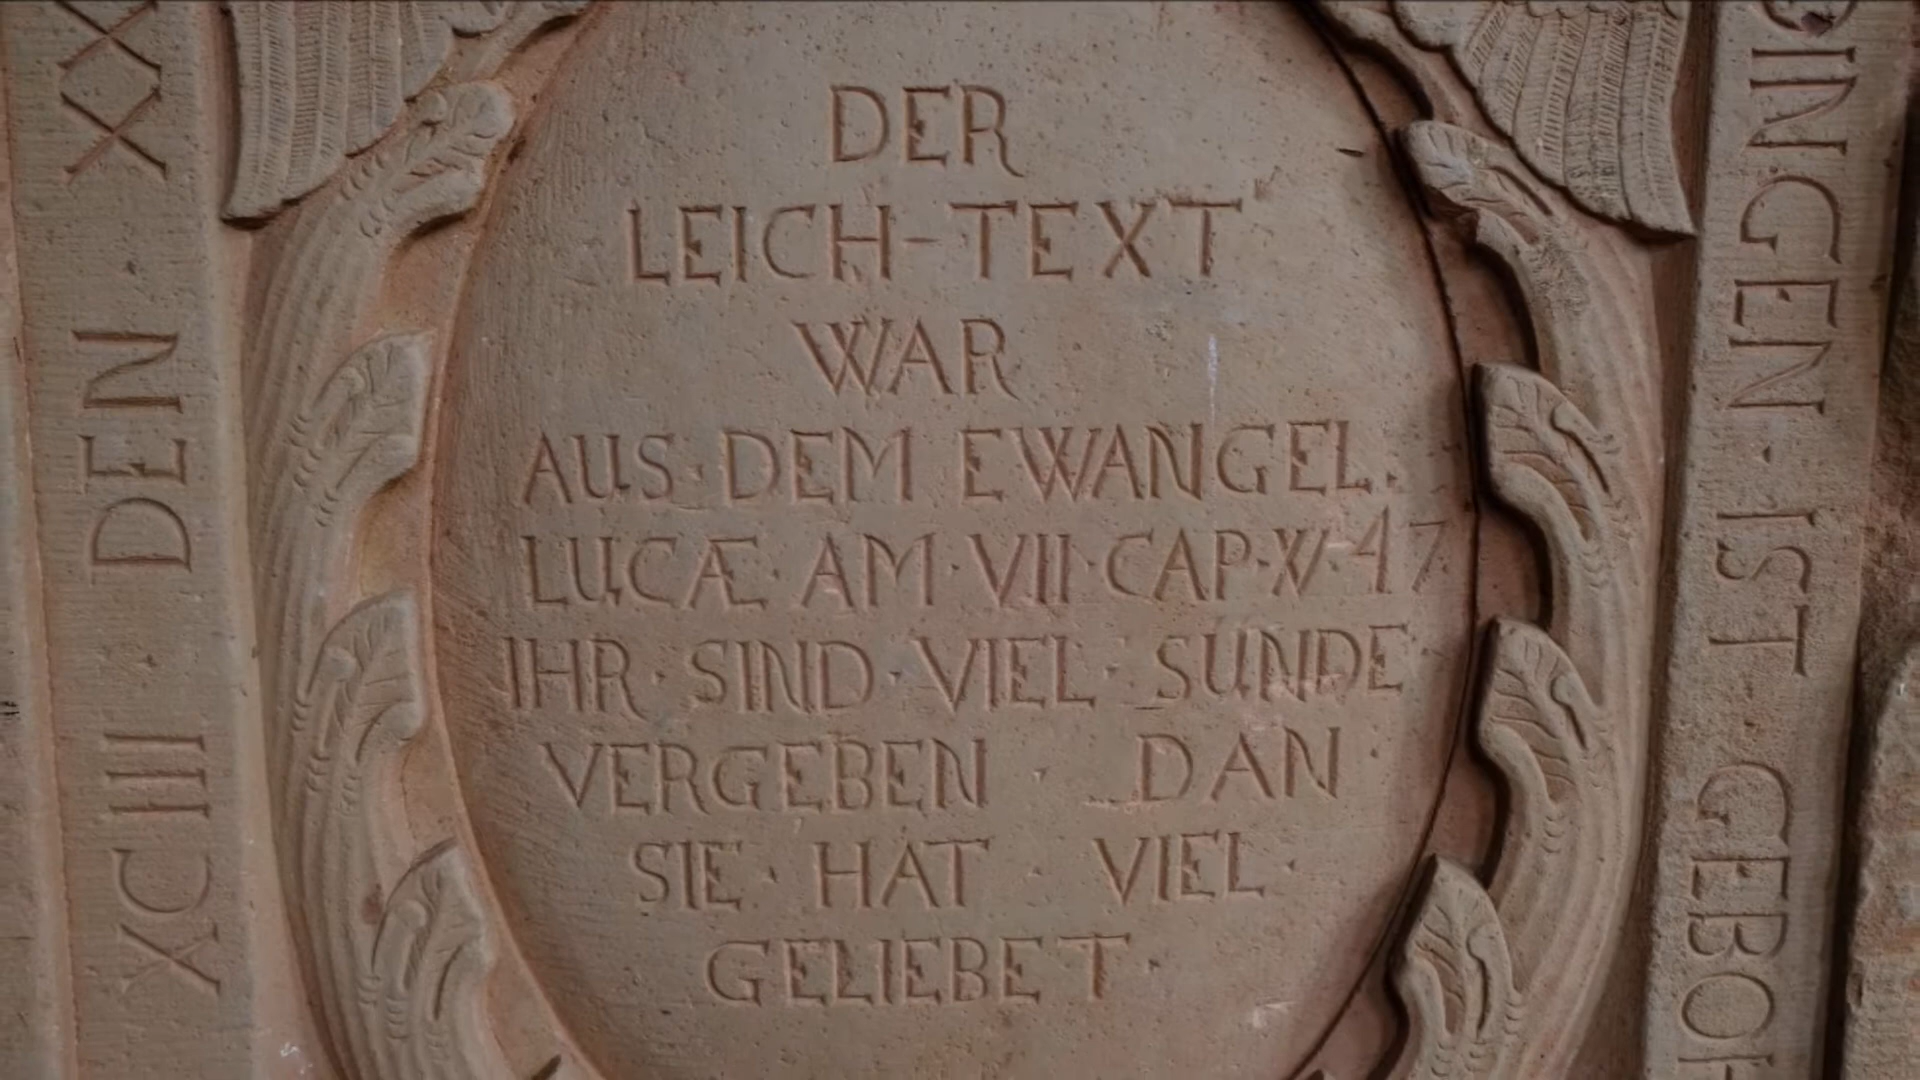 DER
LEICH-TEXT
WAR
AUS·DEM EWANGEL.
LUCÆ·AM·VII·CAP·V·47
IHR·SIND·VIEL·SUNDE
VERGEBEN · DAN·
SIE·HAT·VIEL·
GELIEBET·
XCIII·DEN·XX
INGEN·IST·GEBO